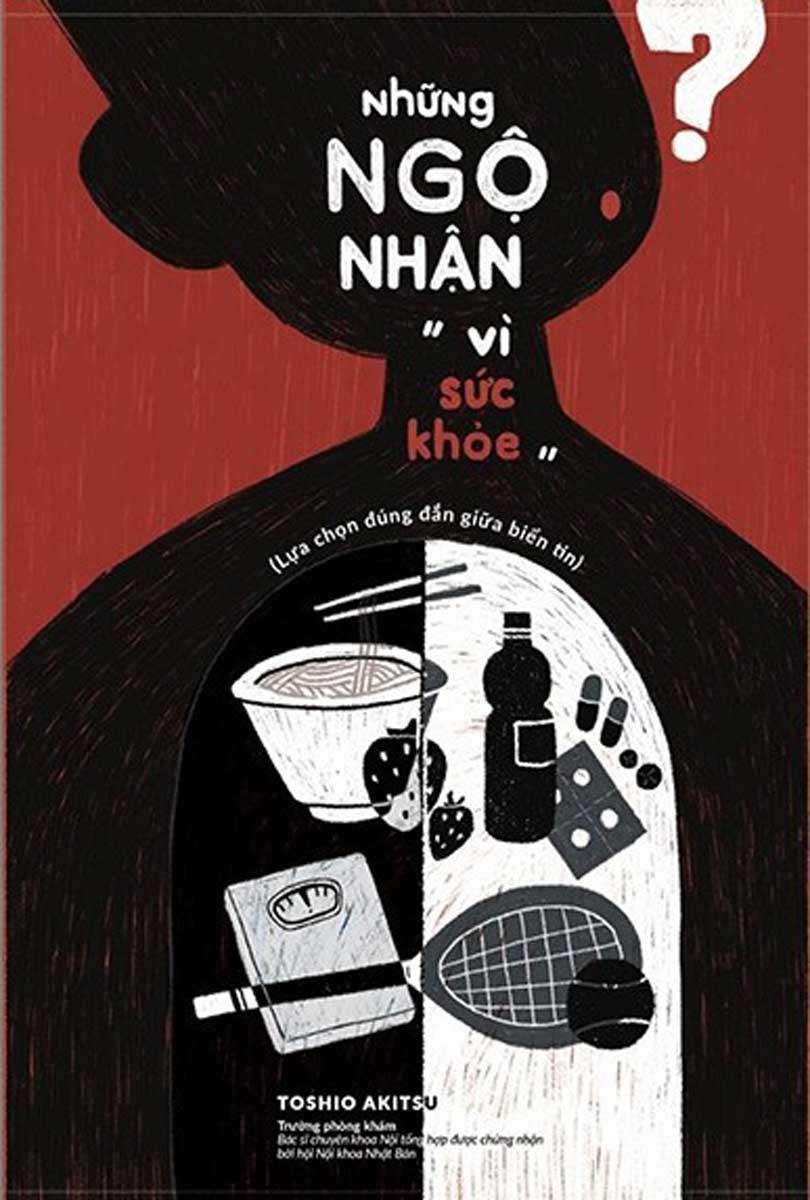 ?
Những
NGỘ
NHẬN
" vì
sức
khỏe "
(Lựa chọn đúng đắn giữa biển tin)
TOSHIO AKITSU
Trưởng phòng khám
Bác sĩ chuyên khoa Nội tổng hợp được chứng nhận
bởi hội Nội khoa Nhật Bản